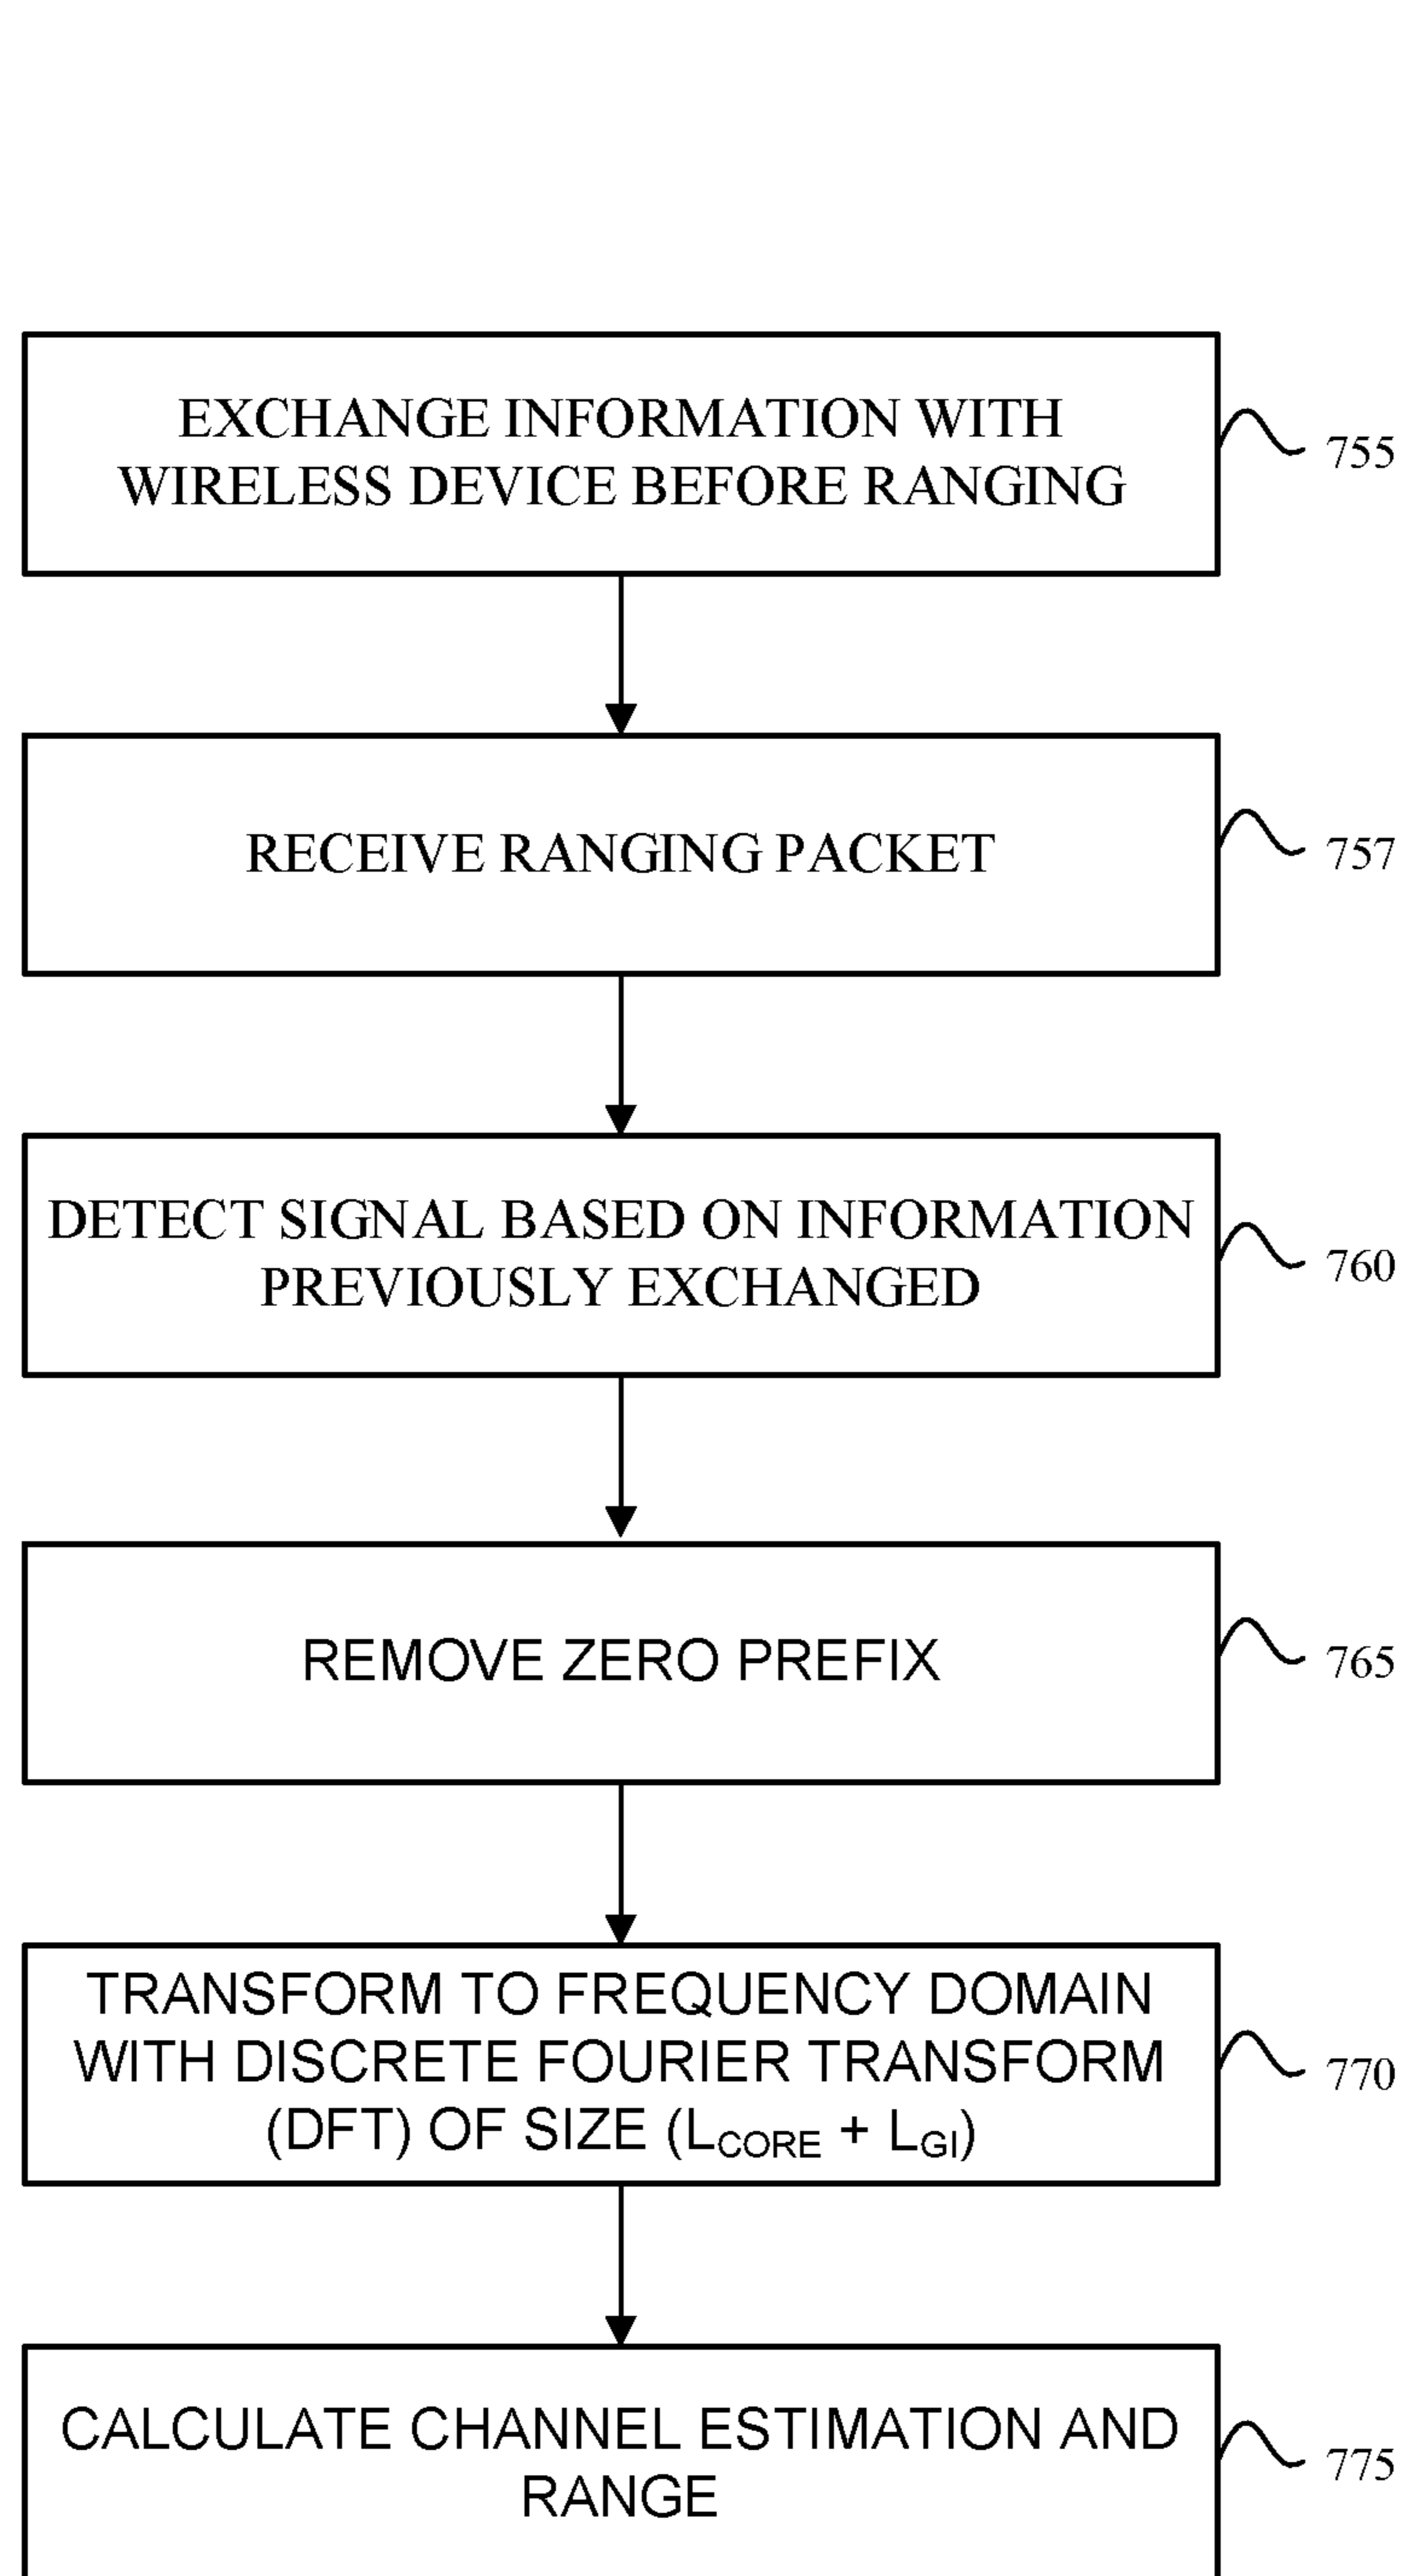 EXCHANGE INFORMATION WITH
WIRELESS DEVICE BEFORE RANGING
755
RECEIVE RANGING PACKET
757
DETECT SIGNAL BASED ON INFORMATION
PREVIOUSLY EXCHANGED
760
REMOVE ZERO PREFIX
765
TRANSFORM TO FREQUENCY DOMAIN
WITH DISCRETE FOURIER TRANSFORM
(DFT) OF SIZE (LCORE + LGI)
770
CALCULATE CHANNEL ESTIMATION AND
RANGE
775